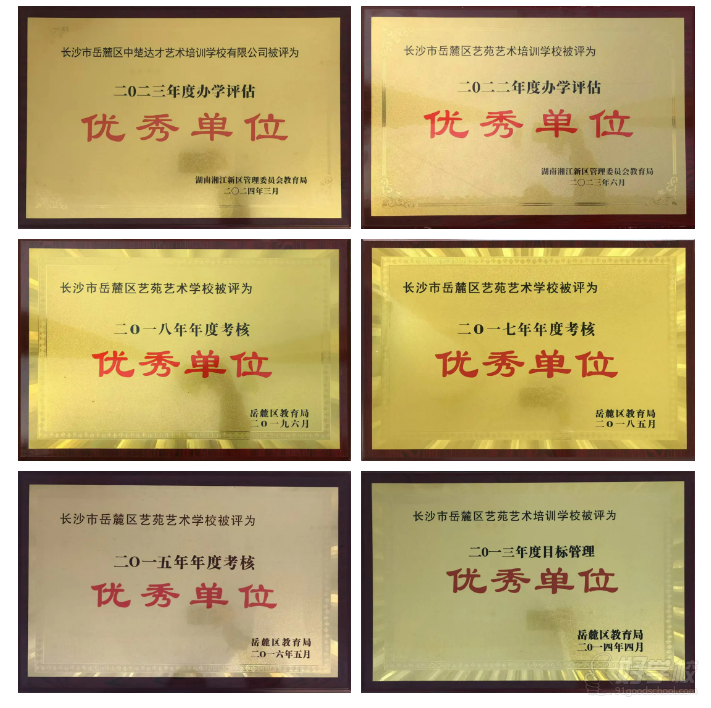 长沙市岳麓区中楚达才艺术培训学校有限公司被评为
二〇二三年度办学评估
优秀单位
湖南湘江新区管理委员会教育局
二〇二四年三月
长沙市岳麓区艺苑艺术培训学校被评为
二〇二二年度办学评估
优秀单位
湖南湘江新区管理委员会教育局
二〇二三年六月
长沙市岳麓区艺苑艺术学校被评为
二〇一八年年度考核
优秀单位
岳麓区教育局
二〇一九六月
长沙市岳麓区艺苑艺术学校被评为
二〇一七年年度考核
优秀单位
岳麓区教育局
二〇一八五月
长沙市岳麓区艺苑艺术学校被评为
二〇一五年年度考核
优秀单位
岳麓区教育局
二〇一六年五月
长沙市岳麓区艺苑艺术培训学校被评为
二〇一三年度目标管理
优秀单位
岳麓区教育局
二〇一四年四月
好学校
91goodschool.com